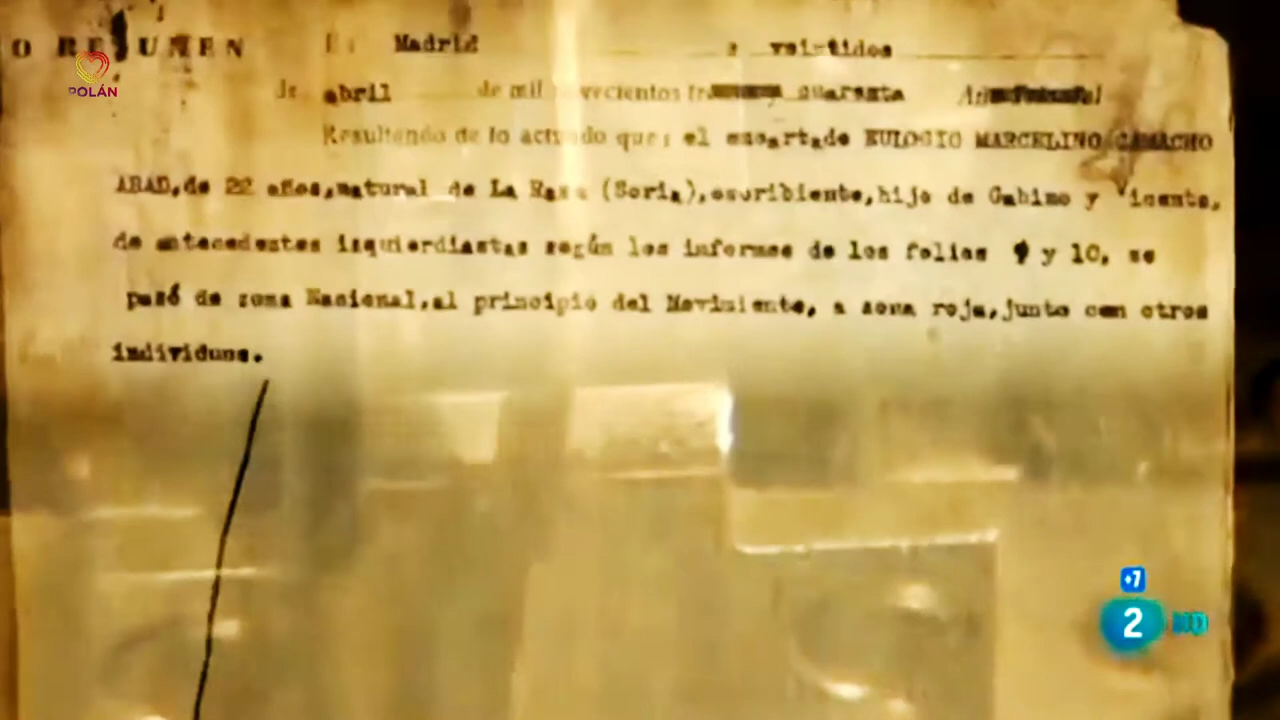 O RESUMEN
En Madrid a veintidos
de abril de mil novecientos cuarenta
Resultando de lo actuado que; el encartado EULOGIO MARCELINO CAMACHO
ABAD, de 22 años, natural de La Rasa (Soria), escribiente, hijo de Gabino y Vicenta,
de antecedentes izquierdistas según los informes de los folios 9 y 10, se
pasó de zona Nacional, al principio del Movimiento, a zona roja, junto con otros
individuos.
POLÁN
+7
2 HD